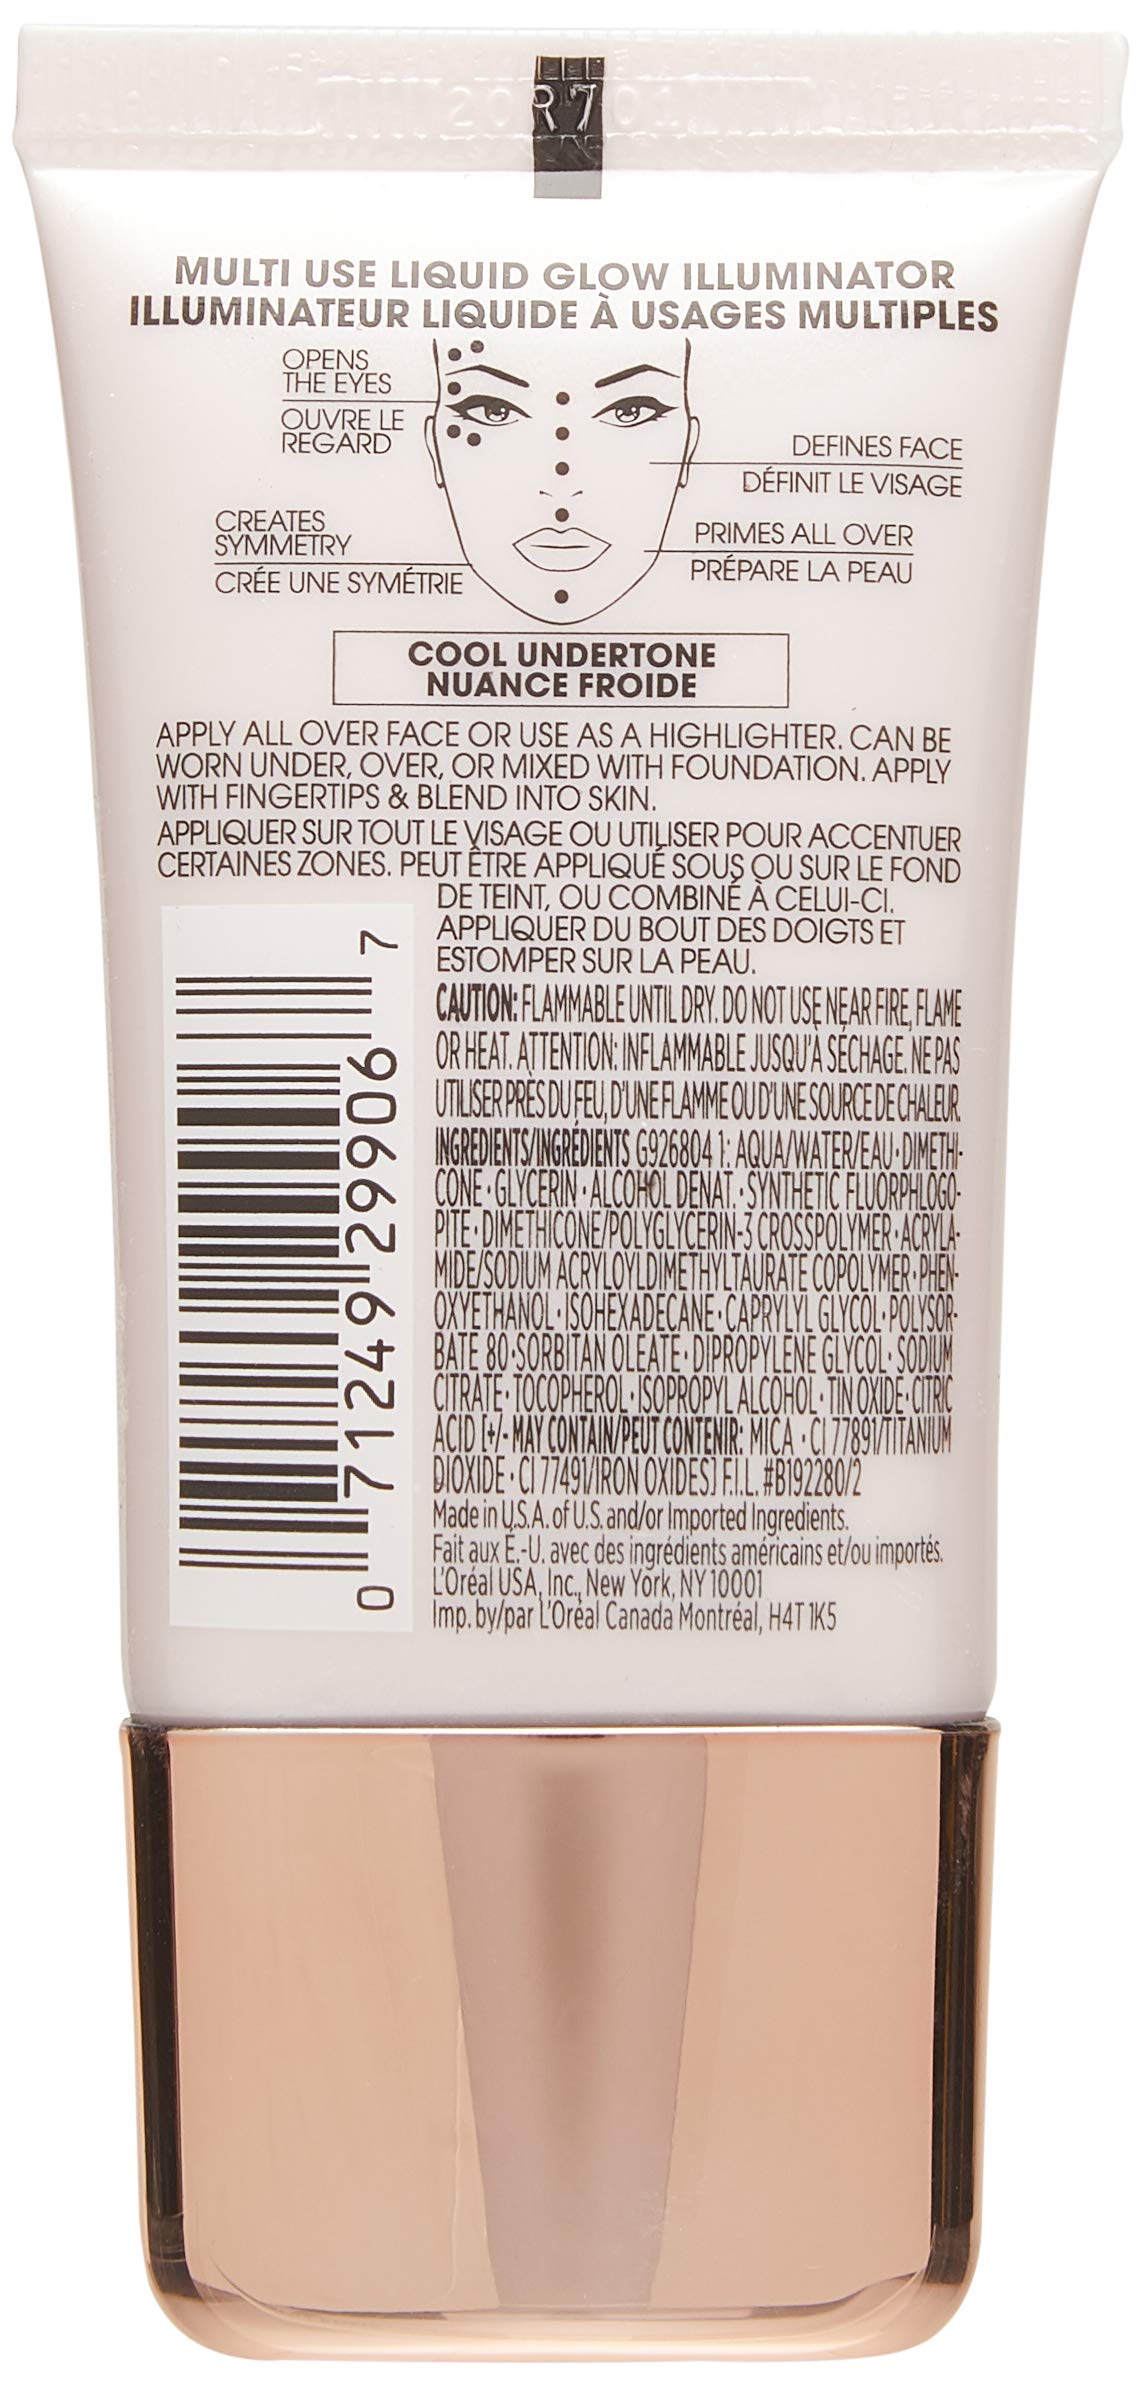 20R701
MULTI USE LIQUID GLOW ILLUMINATOR
ILLUMINATEUR LIQUIDE À USAGES MULTIPLES
OPENS
THE EYES
OUVRE LE
REGARD
DEFINES FACE
DÉFINIT LE VISAGE
CREATES
SYMMETRY
CRÉE UNE SYMÉTRIE
PRIMES ALL OVER
PRÉPARE LA PEAU
COOL UNDERTONE
NUANCE FROIDE
APPLY ALL OVER FACE OR USE AS A HIGHLIGHTER. CAN BE
WORN UNDER, OVER, OR MIXED WITH FOUNDATION. APPLY
WITH FINGERTIPS & BLEND INTO SKIN.
APPLIQUER SUR TOUT LE VISAGE OU UTILISER POUR ACCENTUER
CERTAINES ZONES. PEUT ÊTRE APPLIQUÉ SOUS OU SUR LE FOND
DE TEINT, OU COMBINÉ À CELUI-CI.
APPLIQUER DU BOUT DES DOIGTS ET
ESTOMPER SUR LA PEAU.
CAUTION: FLAMMABLE UNTIL DRY. DO NOT USE NEAR FIRE, FLAME
OR HEAT. ATTENTION: INFLAMMABLE JUSQU'À SÉCHAGE. NE PAS
UTILISER PRÈS DU FEU, D'UNE FLAMME OU D'UNE SOURCE DE CHALEUR.
INGREDIENTS/INGRÉDIENTS G926804 1: AQUA/WATER/EAU • DIMETHI-
CONE • GLYCERIN • ALCOHOL DENAT. • SYNTHETIC FLUORPHLOGO-
PITE • DIMETHICONE/POLYGLYCERIN-3 CROSSPOLYMER • ACRYLA-
MIDE/SODIUM ACRYLOYLDIMETHYLTAURATE COPOLYMER • PHEN-
OXYETHANOL • ISOHEXADECANE • CAPRYLYL GLYCOL • POLYSOR-
BATE 80 • SORBITAN OLEATE • DIPROPYLENE GLYCOL • SODIUM
CITRATE • TOCOPHEROL • ISOPROPYL ALCOHOL • TIN OXIDE • CITRIC
ACID [+/- MAY CONTAIN/PEUT CONTENIR: MICA • CI 77891/TITANIUM
DIOXIDE • CI 77491/IRON OXIDES] F.I.L. #B192280/2
Made in U.S.A. of U.S. and/or Imported Ingredients.
Fait aux É.-U. avec des ingrédients américains et/ou importés.
L'Oréal USA, Inc., New York, NY 10001
Imp. by/par L'Oréal Canada Montréal, H4T 1K5
0 71249 29906 7